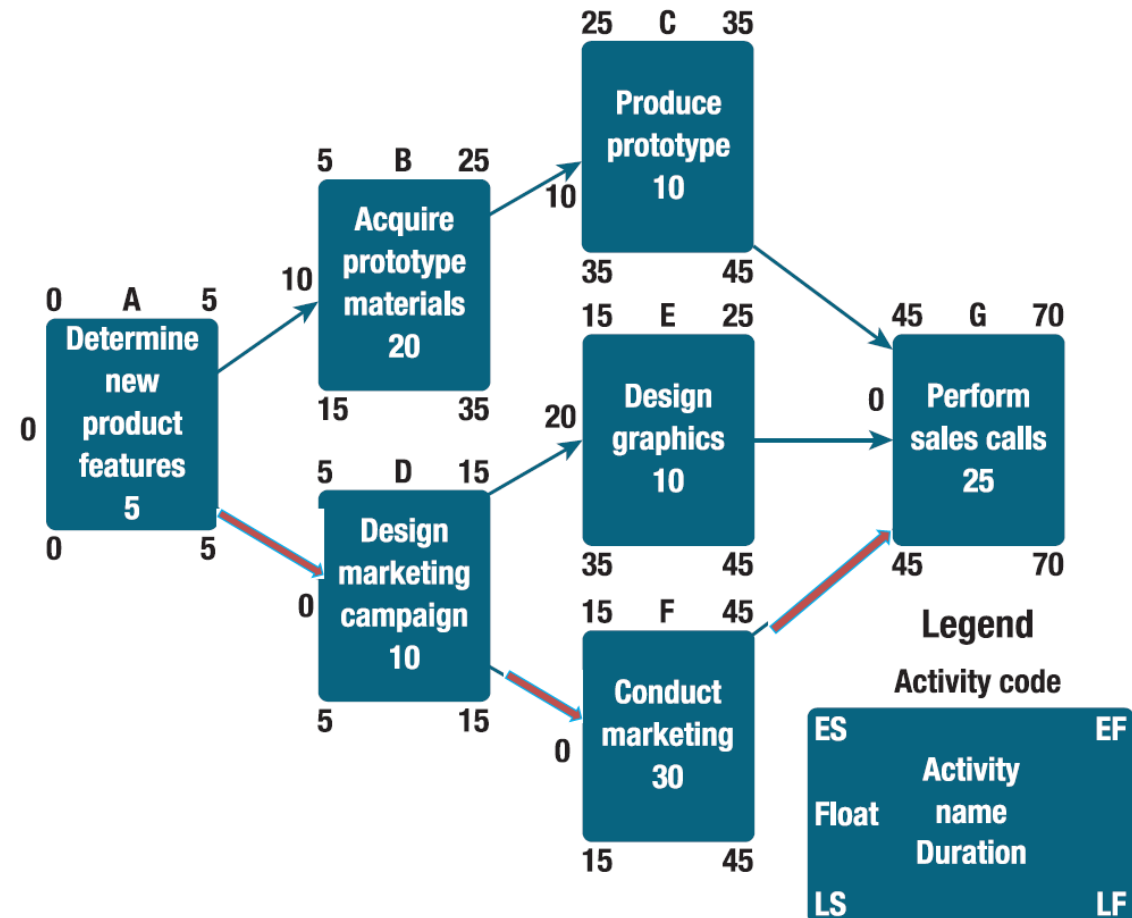 25 C 35
Produce
prototype
10
10
35 45
5 B 25
Acquire
prototype
materials
20
10
15 35
0 A 5
Determine
new
product
features
5
0
0 5
15 E 25
Design
graphics
10
20
35 45
45 G 70
Perform
sales calls
25
0
45 70
5 D 15
Design
marketing
campaign
10
0
5 15
15 F 45
Conduct
marketing
30
0
15 45
Legend
Activity code
ES EF
Activity
Float name
Duration
LS LF